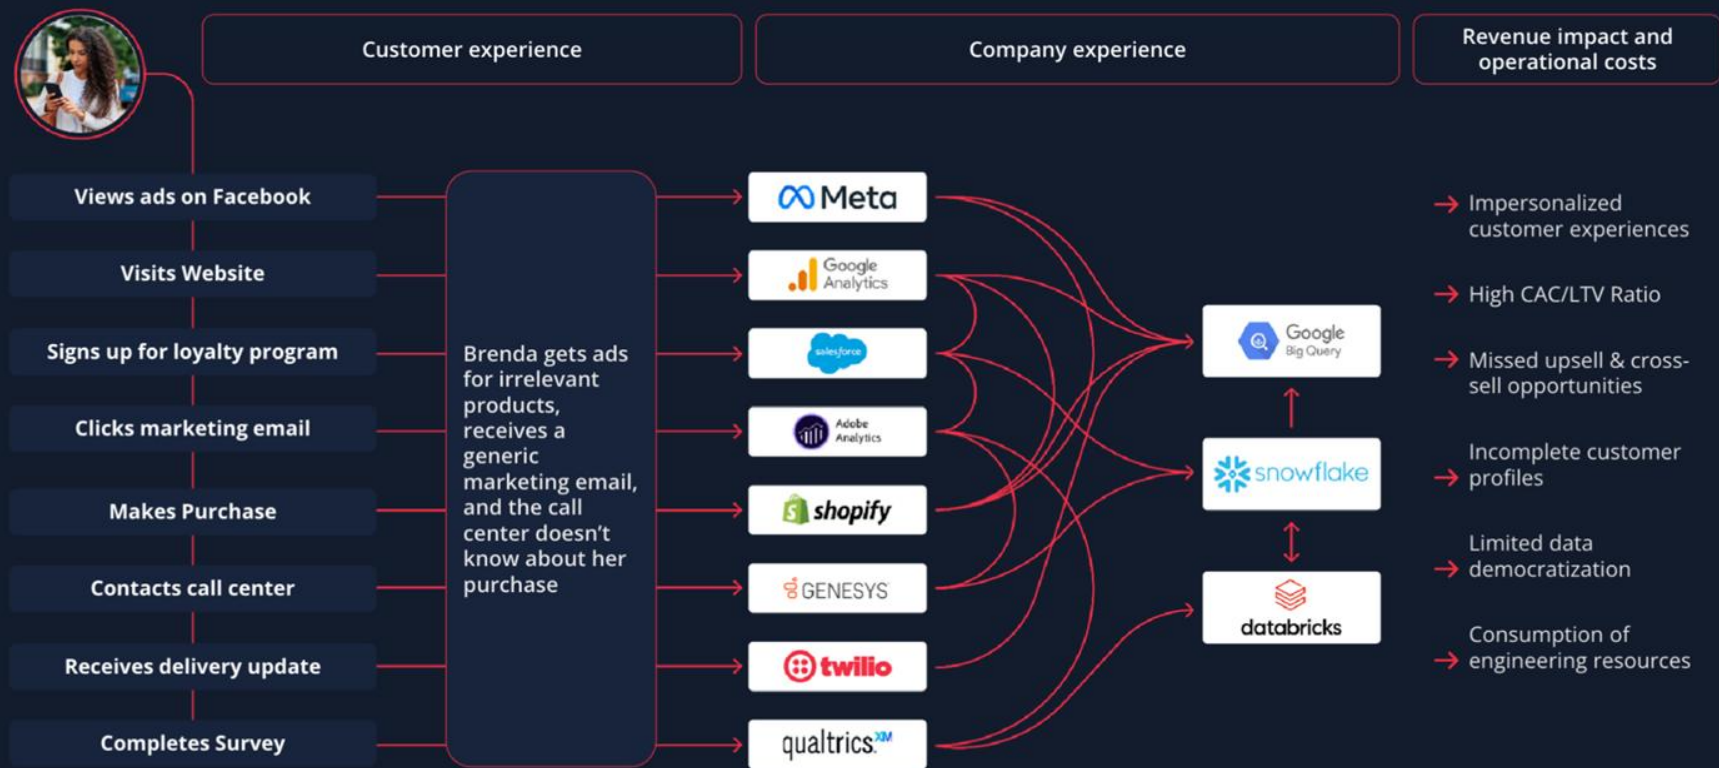 Customer experience
Company experience
Revenue impact and
operational costs
Views ads on Facebook
Visits Website
Signs up for loyalty program
Clicks marketing email
Makes Purchase
Contacts call center
Receives delivery update
Completes Survey
Brenda gets ads
for irrelevant
products,
receives a
generic
marketing email,
and the call
center doesn't
know about her
purchase
Meta
Google
Analytics
salesforce
Adobe
Analytics
shopify
GENESYS
twilio
qualtrics.XM
Google
Big Query
snowflake
databricks
Impersonalized
customer experiences
High CAC/LTV Ratio
Missed upsell & cross-
sell opportunities
Incomplete customer
profiles
Limited data
democratization
Consumption of
engineering resources